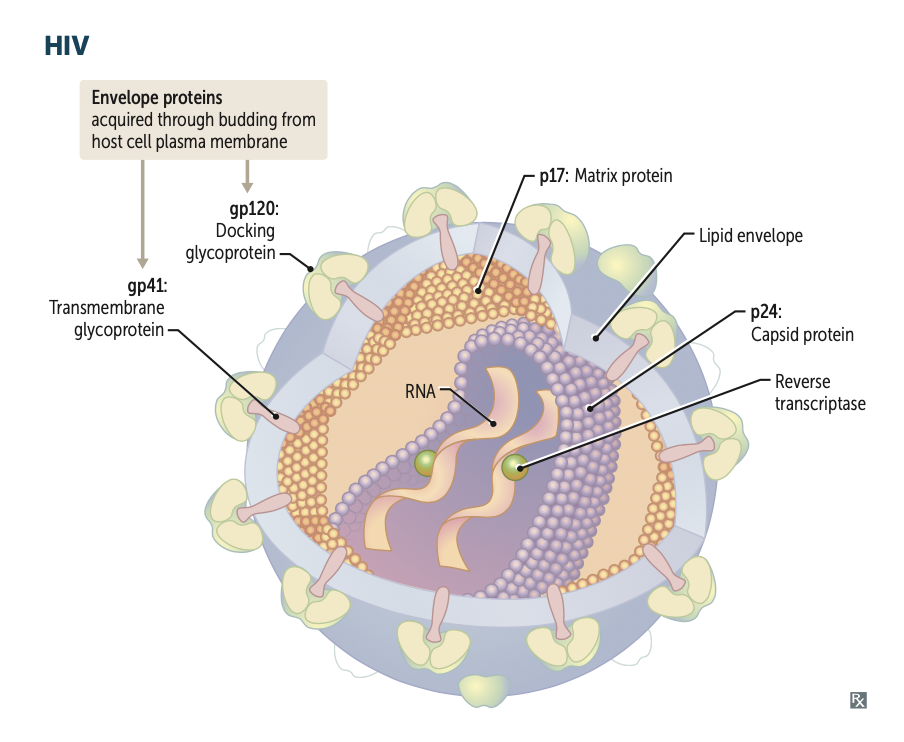 HIV
Envelope proteins
acquired through budding from
host cell plasma membrane
gp120:
Docking
glycoprotein
gp41:
Transmembrane
glycoprotein
p17: Matrix protein
Lipid envelope
p24:
Capsid protein
Reverse
transcriptase
RNA
Rx